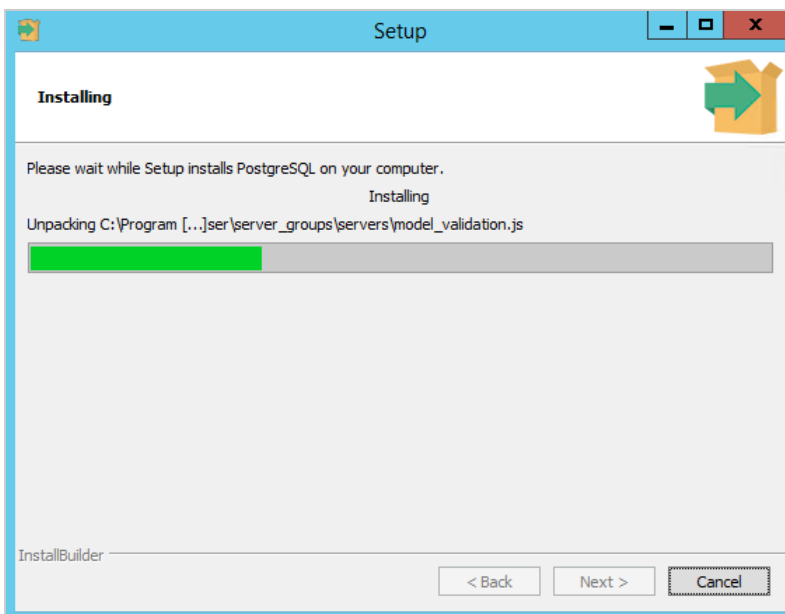 Setup
Installing
Please wait while Setup installs PostgreSQL on your computer.
Installing
Unpacking C:\Program [...]ser\server_groups\servers\model_validation.js
InstallBuilder
< Back Next > Cancel